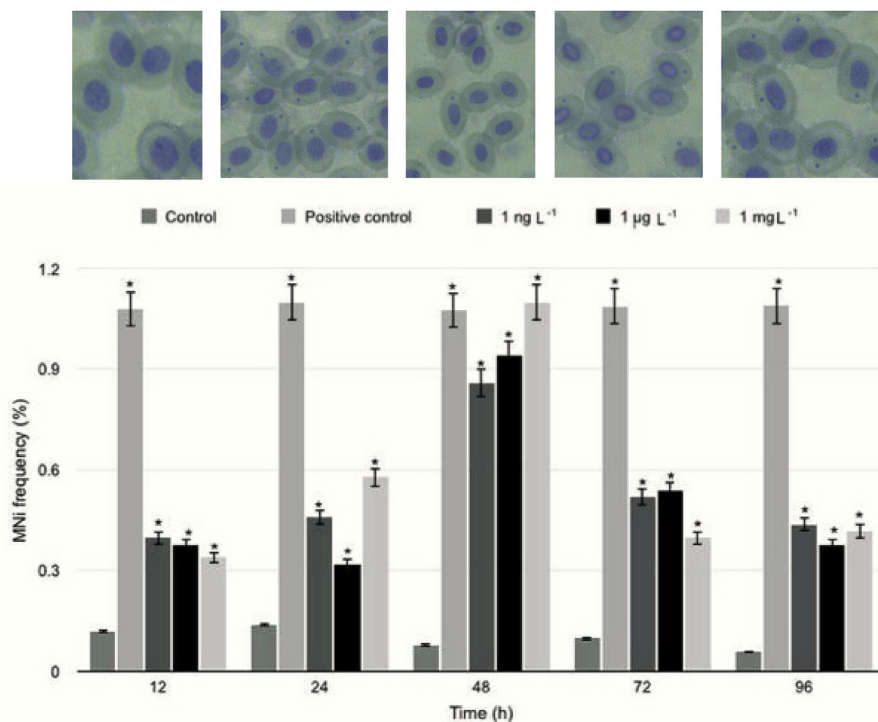 Control Positive control 1 ng L⁻¹ 1 µg L⁻¹ 1 mgL⁻¹
1.2
0.9
0.6
0.3
0
MNi frequency (%)
* * * * *
* * * * *
* * * * *
* * * * *
12 24 48 72 96
Time (h)